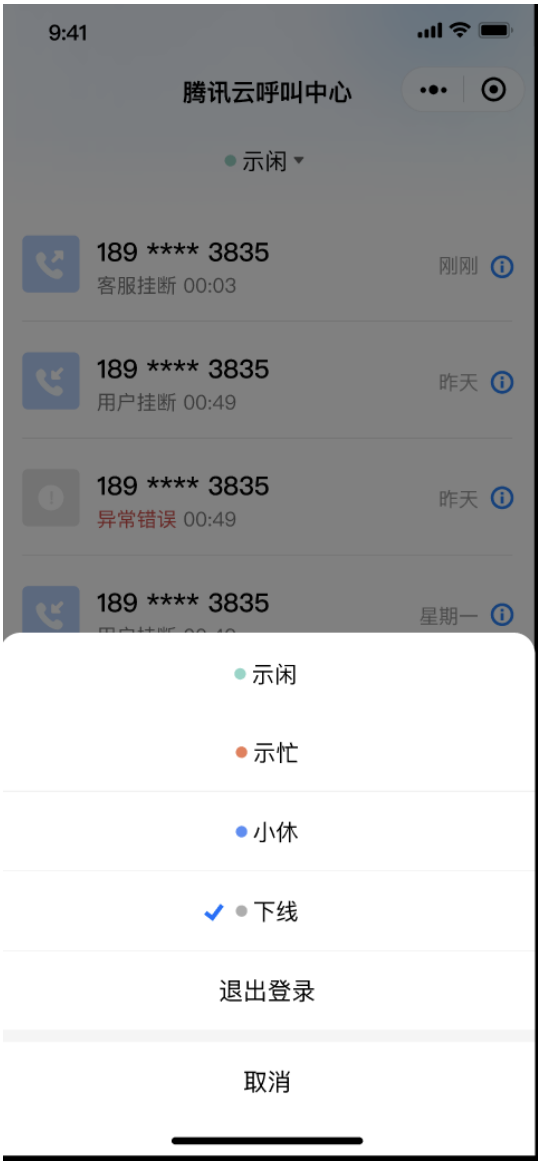 9:41
腾讯云呼叫中心
示闲
189 **** 3835
刚刚
客服挂断 00:03
189 **** 3835
昨天
用户挂断 00:49
189 **** 3835
昨天
异常错误 00:49
189 **** 3835
星期一
示闲
示忙
小休
下线
退出登录
取消